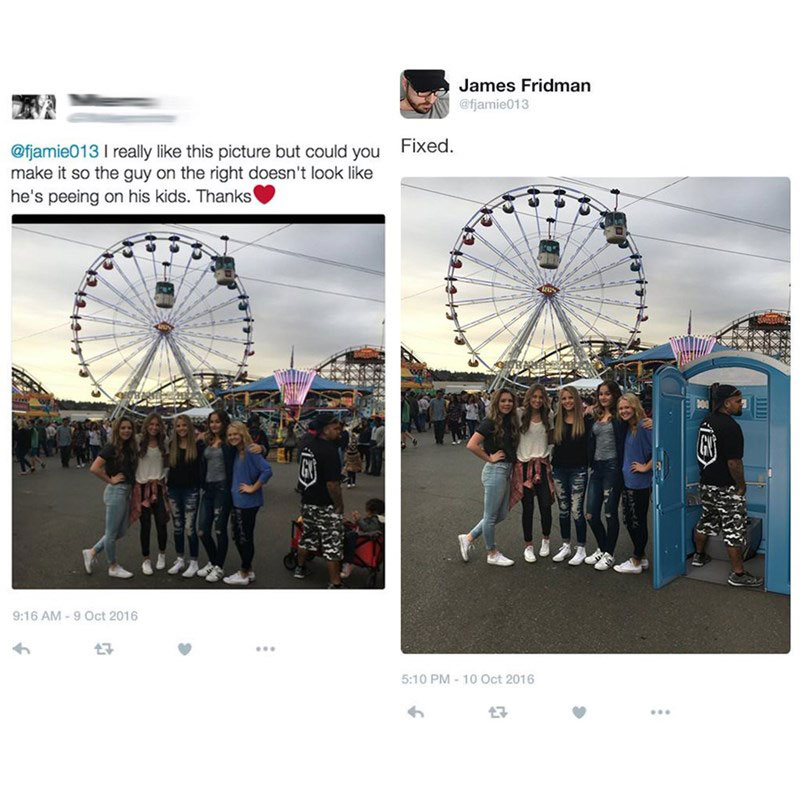 @fjamie013 I really like this picture but could you
make it so the guy on the right doesn't look like
he's peeing on his kids. Thanks❤
9:16 AM - 9 Oct 2016
James Fridman
@fjamie013
Fixed.
GN
5:10 PM - 10 Oct 2016